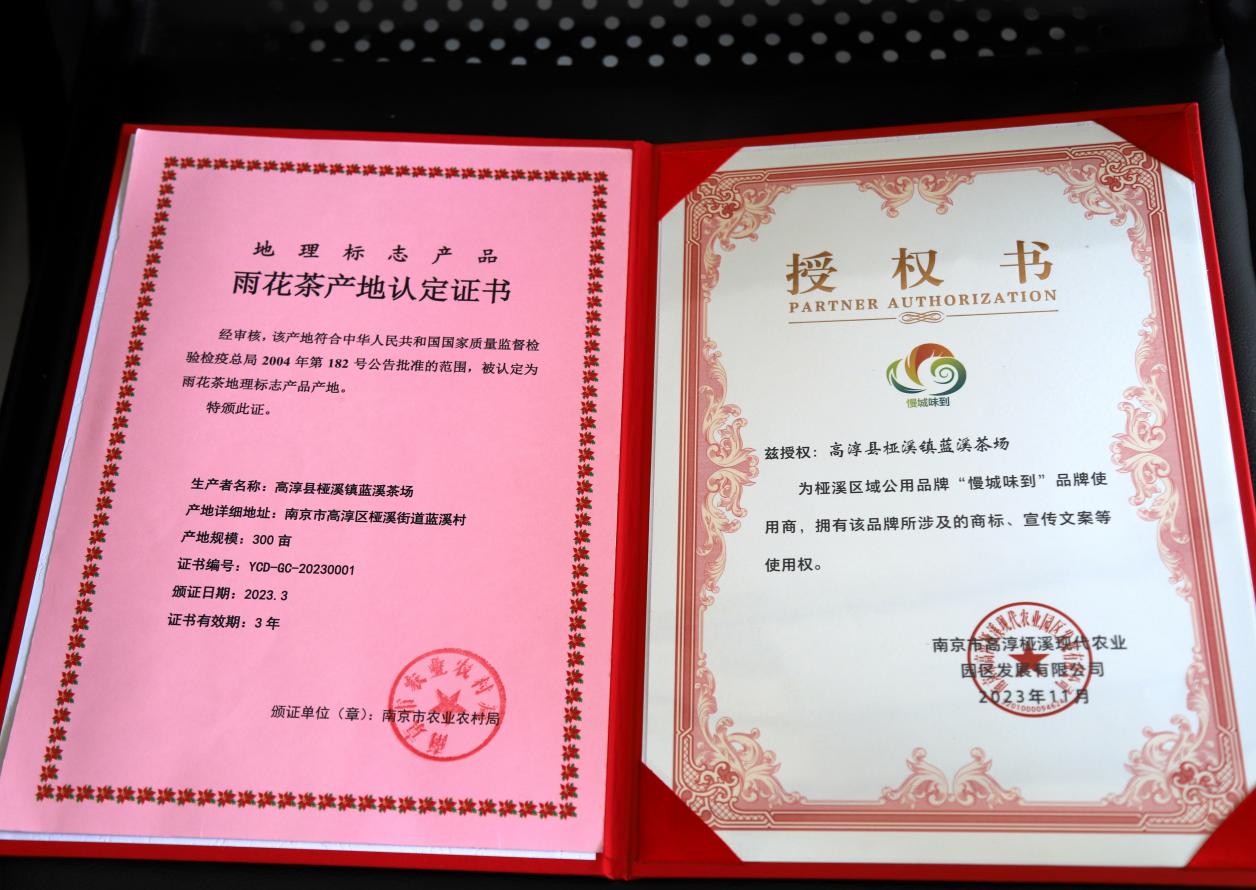 地理标志产品
雨花茶产地认定证书
经审核，该产地符合中华人民共和国国家质量监督检
验检疫总局 2004 年第 182 号公告批准的范围，被认定为
雨花茶地理标志产品产地。
特颁此证。
生产者名称：高淳县桠溪镇蓝溪茶场
产地详细地址：南京市高淳区桠溪街道蓝溪村
产地规模：300 亩
证书编号：YCD-GC-20230001
颁证日期：2023.3
证书有效期：3 年
颁证单位（章）：南京市农业农村局
授权书
PARTNER AUTHORIZATION
慢城味到
兹授权：高淳县桠溪镇蓝溪茶场
为桠溪区域公用品牌“慢城味到”品牌使
用商，拥有该品牌所涉及的商标、宣传文案等
使用权。
南京市高淳桠溪现代农业
园区发展有限公司
2023年11月